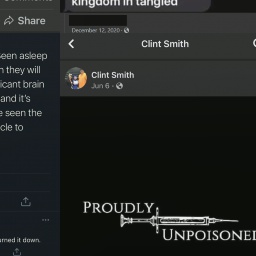 Comments
Share
kingdom in tangled
December 12, 2020
Clint Smith
Clint Smith
Jun 6
seen asleep
n they will
icant brain
and it's
e seen the
cle to
urned it down.
PROUDLY
UNPOISONED